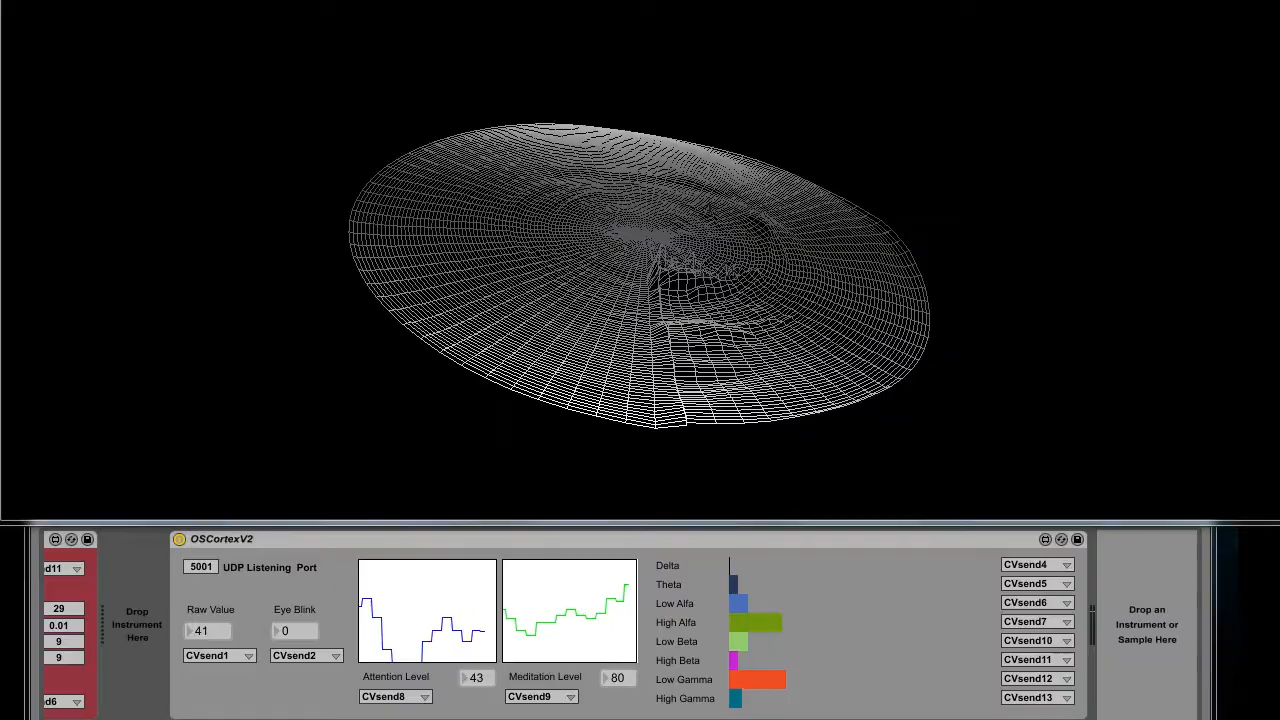 OSCortexV2
d11
29
0.01
9
9
d6
Drop
Instrument
Here
5001 UDP Listening Port
Raw Value Eye Blink
41 0
CVsend1 CVsend2
Attention Level 43
CVsend8
Meditation Level 80
CVsend9
Delta CVsend4
Theta CVsend5
Low Alfa CVsend6
High Alfa CVsend7
Low Beta CVsend10
High Beta CVsend11
Low Gamma CVsend12
High Gamma CVsend13
Drop an
Instrument or
Sample Here